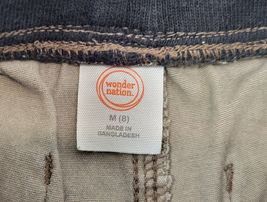 wonder
nation.
M (8)
MADE IN
BANGLADESH